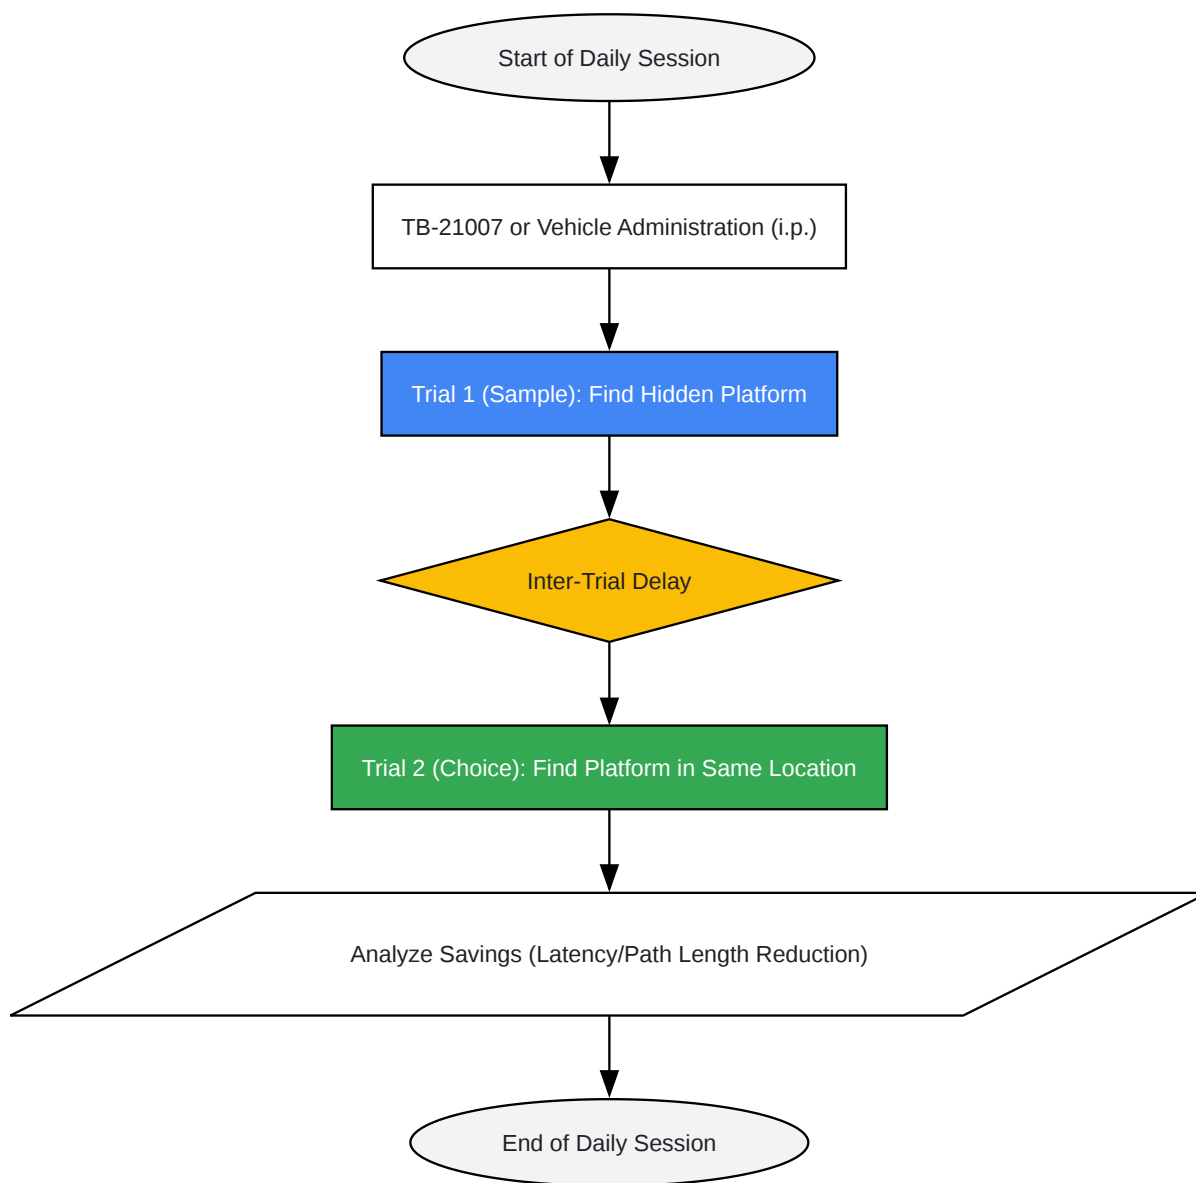 Start of Daily Session
TB-21007 or Vehicle Administration (i.p.)
Trial 1 (Sample): Find Hidden Platform
Inter-Trial Delay
Trial 2 (Choice): Find Platform in Same Location
Analyze Savings (Latency/Path Length Reduction)
End of Daily Session